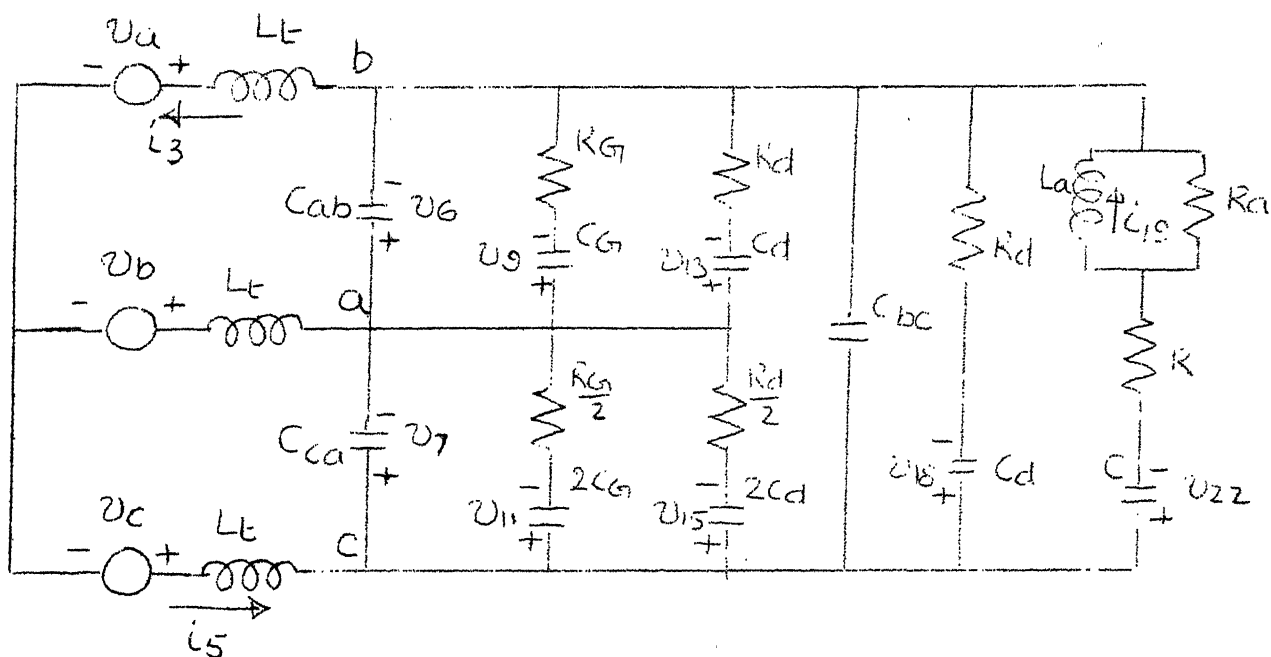 va Lt b
- +
i3
RG Rd
Cab - v6 +
v9 - CG +
v13 - Cd +
La i19 Ra
Rd
vb Lt a
- +
Cbc
R
RG/2 Rd/2
Cca - v7 +
v11 - 2CG +
v15 - 2Cd +
v18 - Cd +
C - v22 +
vc Lt c
- +
i5